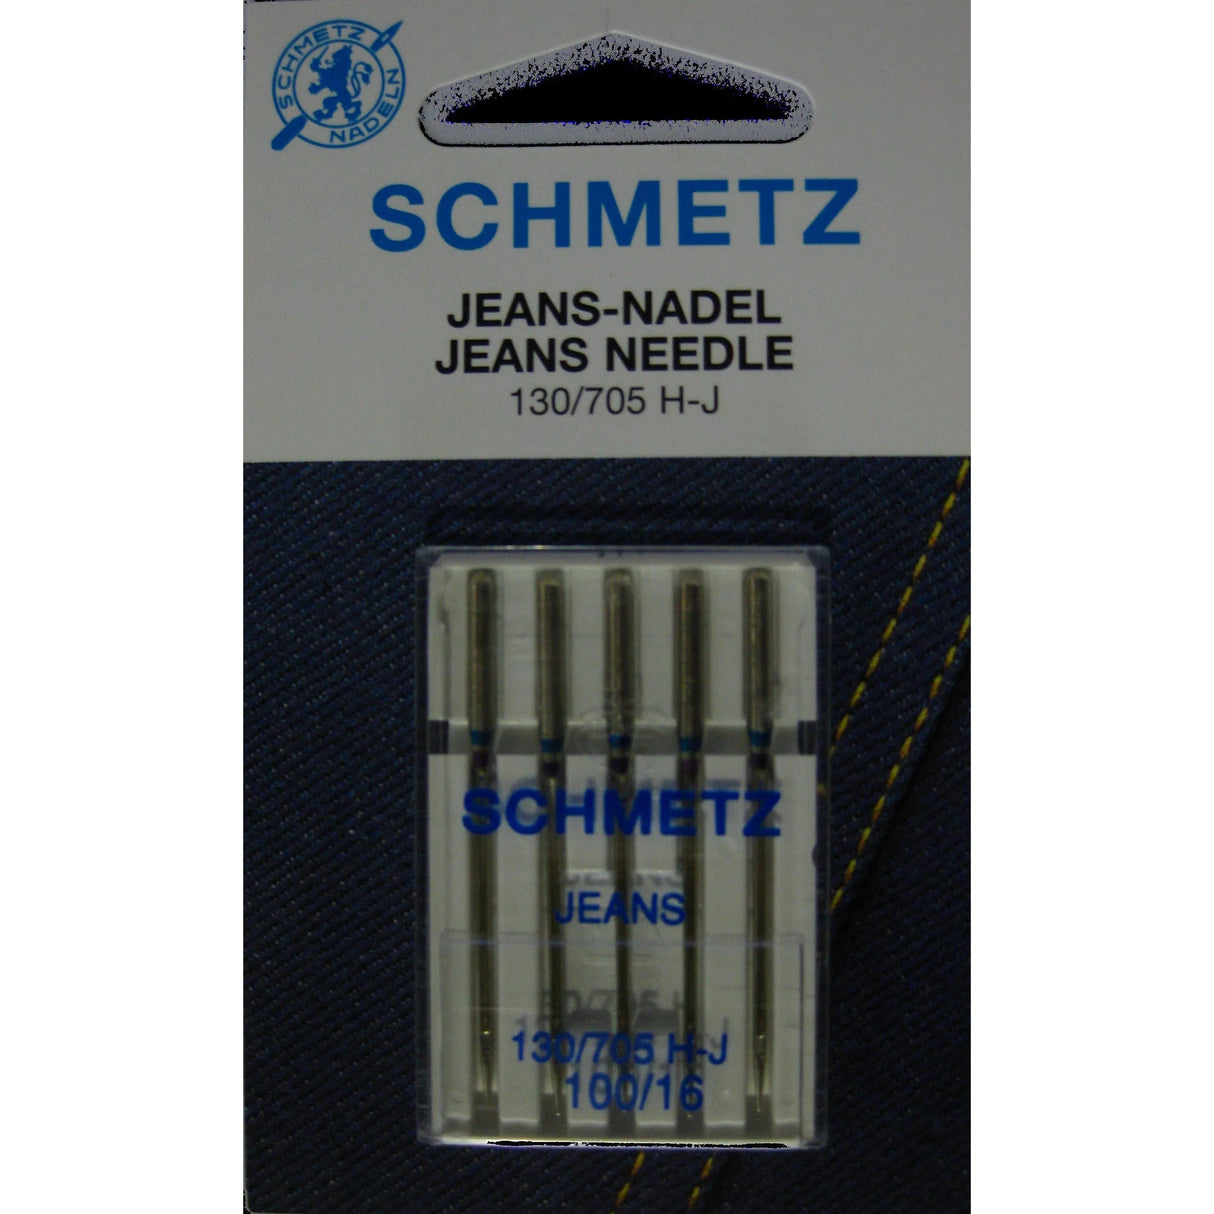 SCHMETZ
NADELN
SCHMETZ
JEANS-NADEL
JEANS NEEDLE
130/705 H-J
SCHMETZ
JEANS
130/705 H-J
100/16